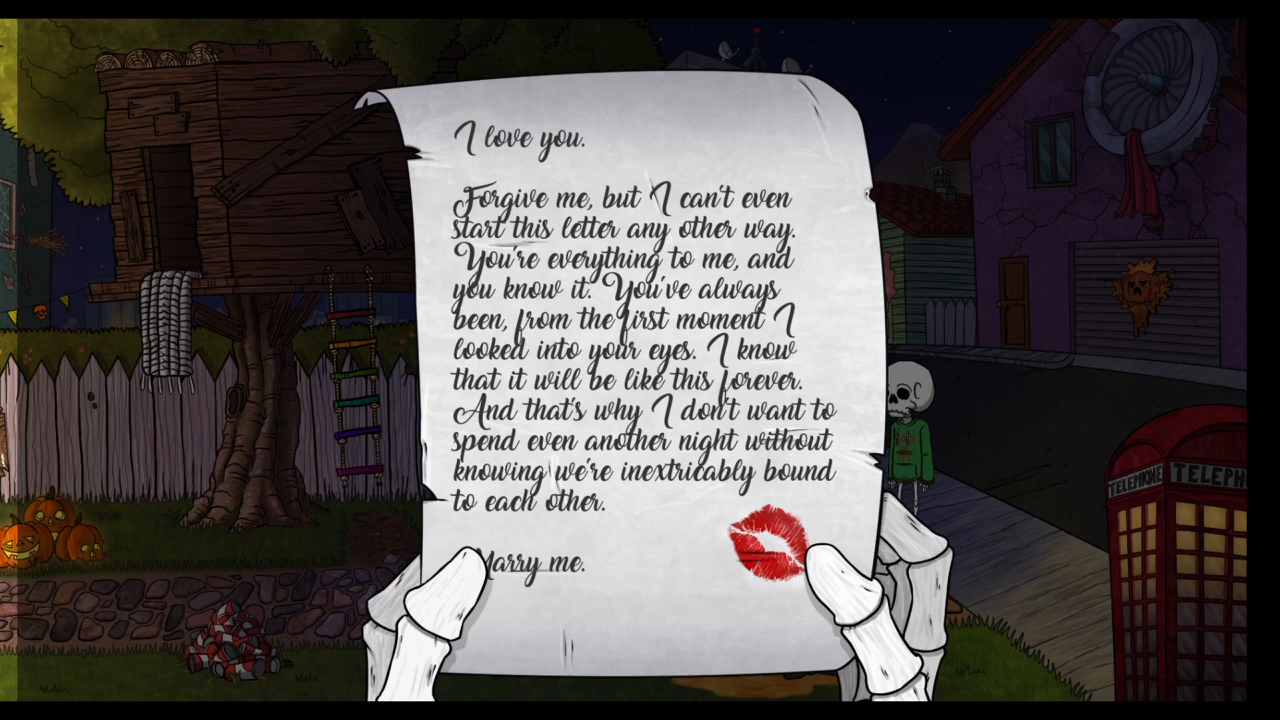 I love you.
Forgive me, but I can't even
start this letter any other way.
You're everything to me, and
you know it. You've always
been, from the first moment I
looked into your eyes. I know
that it will be like this forever.
And that's why I don't want to
spend even another night without
knowing we're inextricably bound
to each other.
Marry me.
TELEPHONE TELEPH